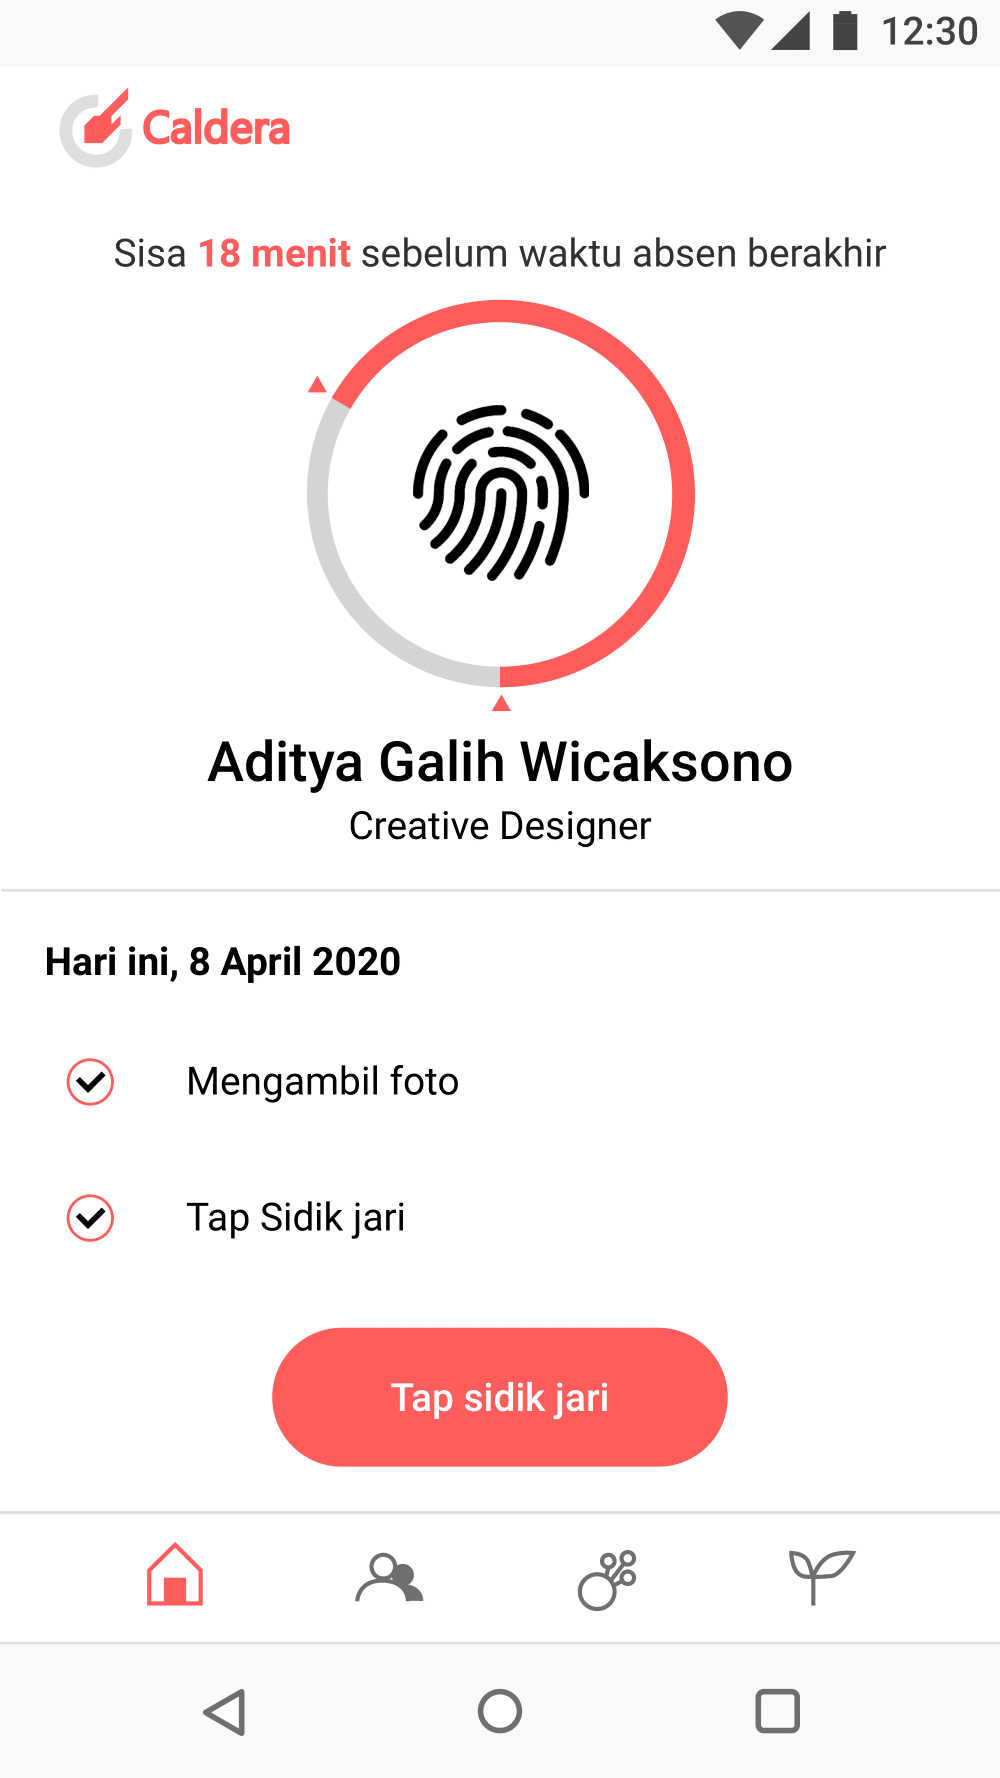 12:30
Caldera
Sisa 18 menit sebelum waktu absen berakhir
Aditya Galih Wicaksono
Creative Designer
Hari ini, 8 April 2020
Mengambil foto
Tap Sidik jari
Tap sidik jari